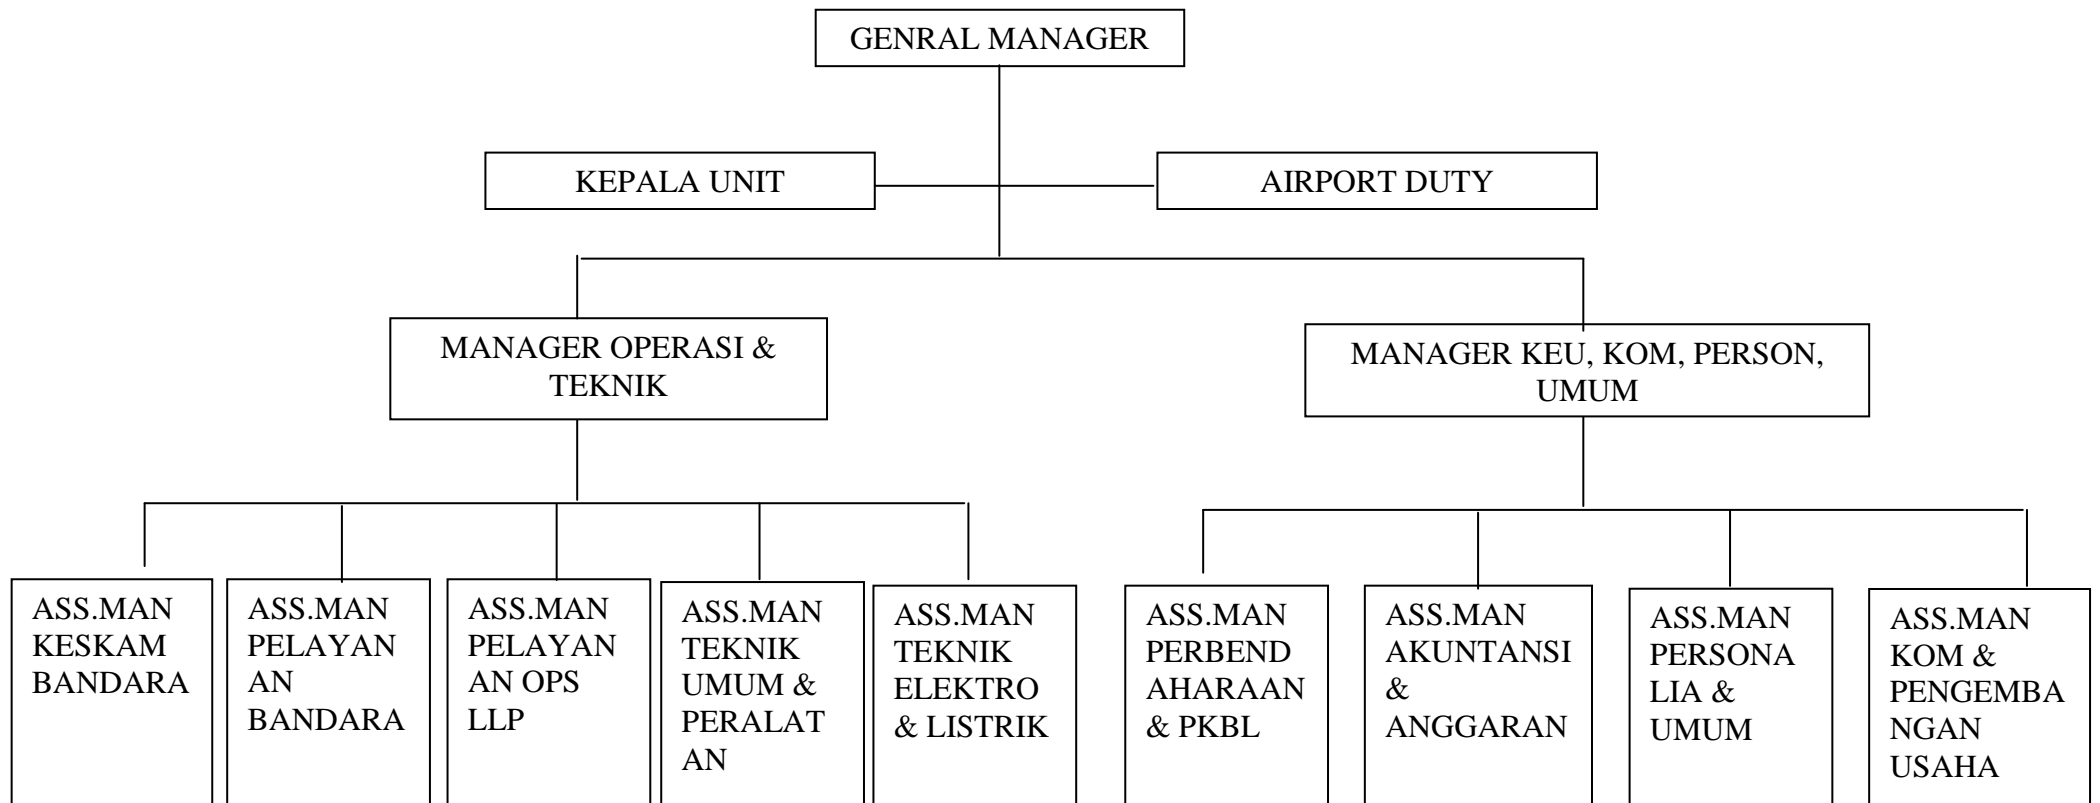 GENRAL MANAGER
KEPALA UNIT
AIRPORT DUTY
MANAGER OPERASI &
TEKNIK
MANAGER KEU, KOM, PERSON,
UMUM
ASS.MAN
KESKAM
BANDARA
ASS.MAN
PELAYAN
AN
BANDARA
ASS.MAN
PELAYAN
AN OPS
LLP
ASS.MAN
TEKNIK
UMUM &
PERALAT
AN
ASS.MAN
TEKNIK
ELEKTRO
& LISTRIK
ASS.MAN
PERBEND
AHARAAN
& PKBL
ASS.MAN
AKUNTANSI
&
ANGGARAN
ASS.MAN
PERSONA
LIA &
UMUM
ASS.MAN
KOM &
PENGEMBA
NGAN
USAHA